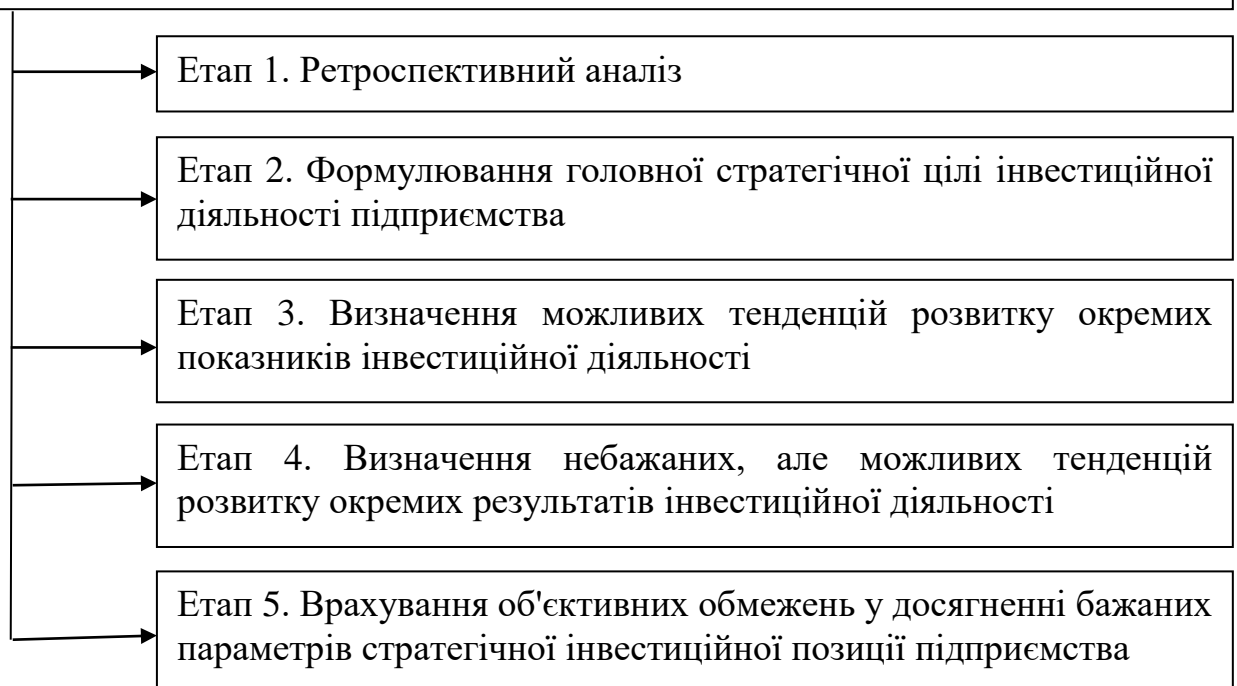 Етап 1. Ретроспективний аналіз
Етап 2. Формулювання головної стратегічної цілі інвестиційної
діяльності підприємства
Етап 3. Визначення можливих тенденцій розвитку окремих
показників інвестиційної діяльності
Етап 4. Визначення небажаних, але можливих тенденцій
розвитку окремих результатів інвестиційної діяльності
Етап 5. Врахування об'єктивних обмежень у досягненні бажаних
параметрів стратегічної інвестиційної позиції підприємства